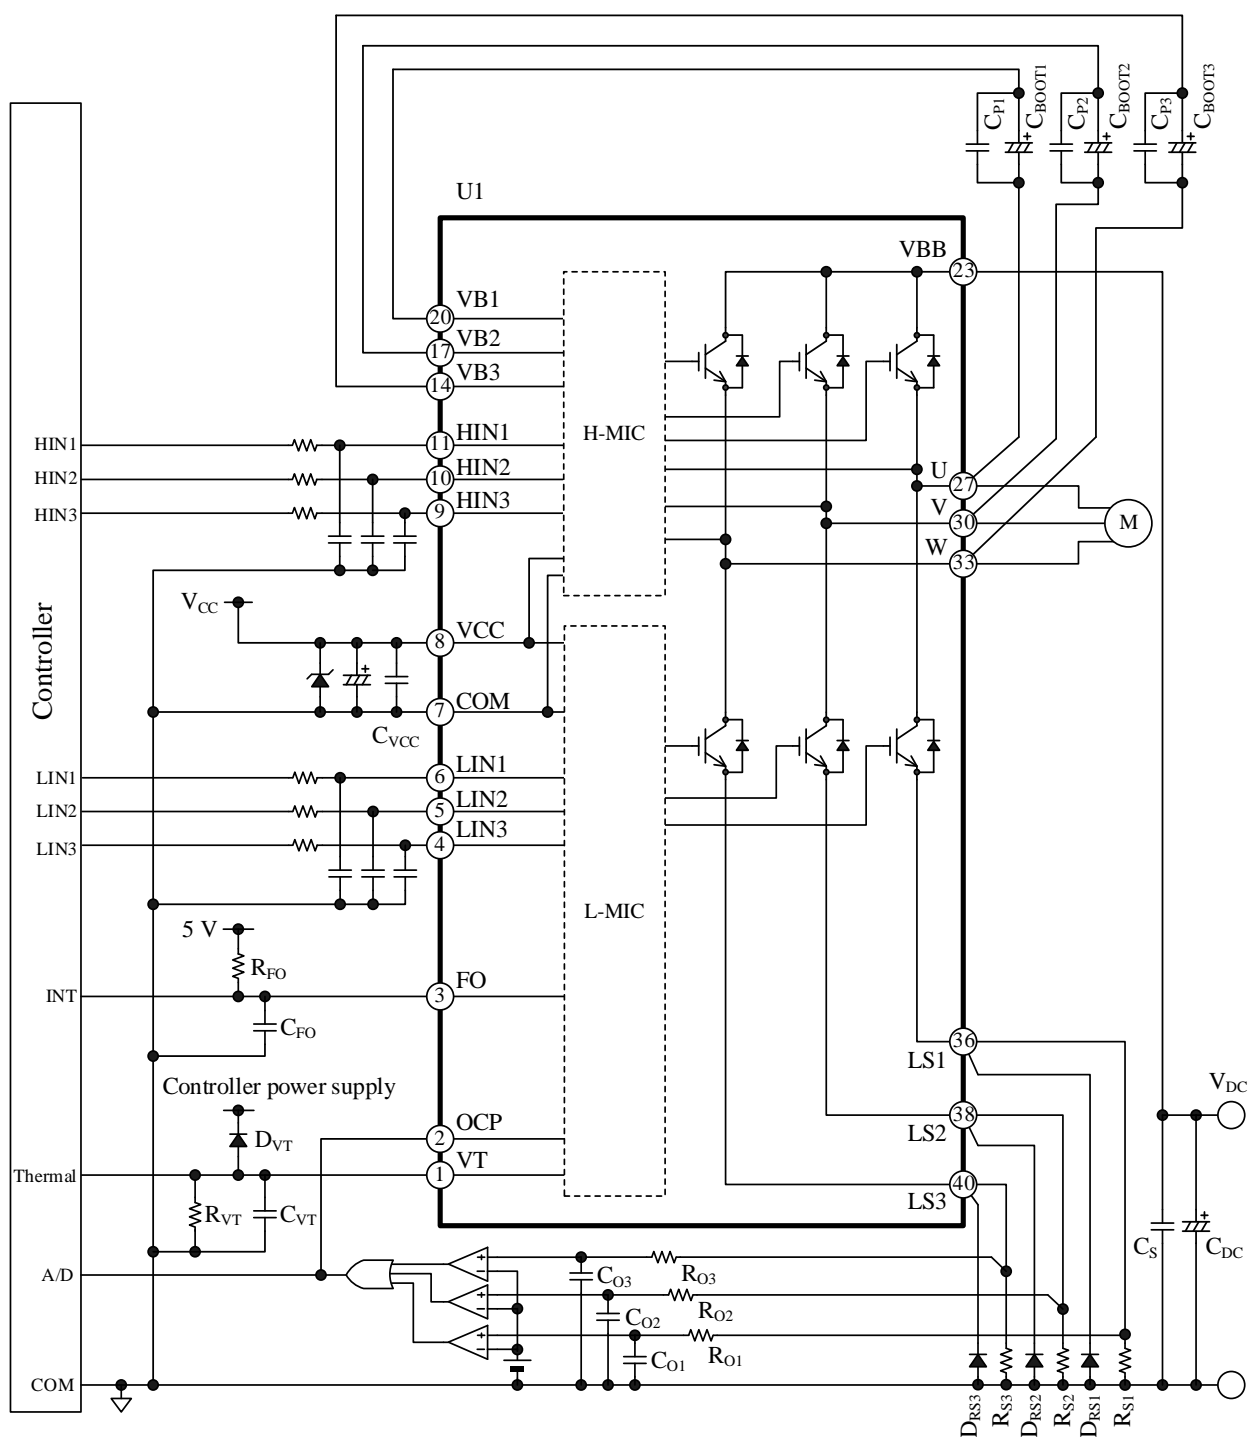 CP1
CBOOT1
CP2
CBOOT2
CP3
CBOOT3
U1
VBB
23
VB1
20
VB2
17
VB3
14
H-MIC
HIN1
HIN1
11
HIN2
HIN2
10
HIN3
HIN3
9
U
27
V
30
W
33
M
VCC
VCC
8
COM
7
CVCC
Controller
LIN1
LIN1
6
LIN2
LIN2
5
LIN3
LIN3
4
L-MIC
5 V
RFO
INT
FO
3
CFO
36
LS1
Controller power supply
VDC
OCP
2
38
LS2
DVT
VT
1
Thermal
40
LS3
RVT
CVT
CS
CDC
A/D
CO3
RO3
CO2
RO2
CO1
RO1
COM
DRS3
RS3
DRS2
RS2
DRS1
RS1